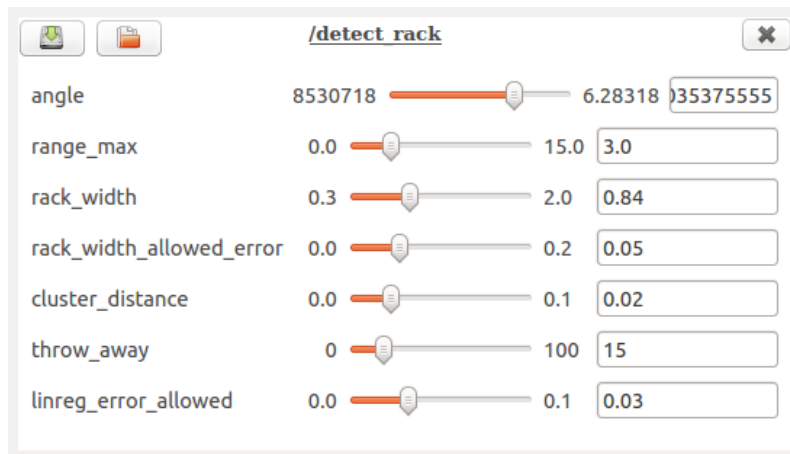 /detect_rack
angle 8530718 6.28318 035375555
range_max 0.0 15.0 3.0
rack_width 0.3 2.0 0.84
rack_width_allowed_error 0.0 0.2 0.05
cluster_distance 0.0 0.1 0.02
throw_away 0 100 15
linreg_error_allowed 0.0 0.1 0.03